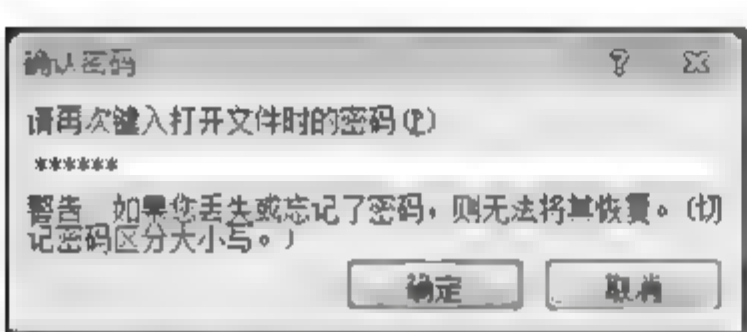 确认密码
请再次键入打开文件时的密码(P)
******
警告 如果您丢失或忘记了密码，则无法将其恢复。(切
记密码区分大小写。)
确定 取消